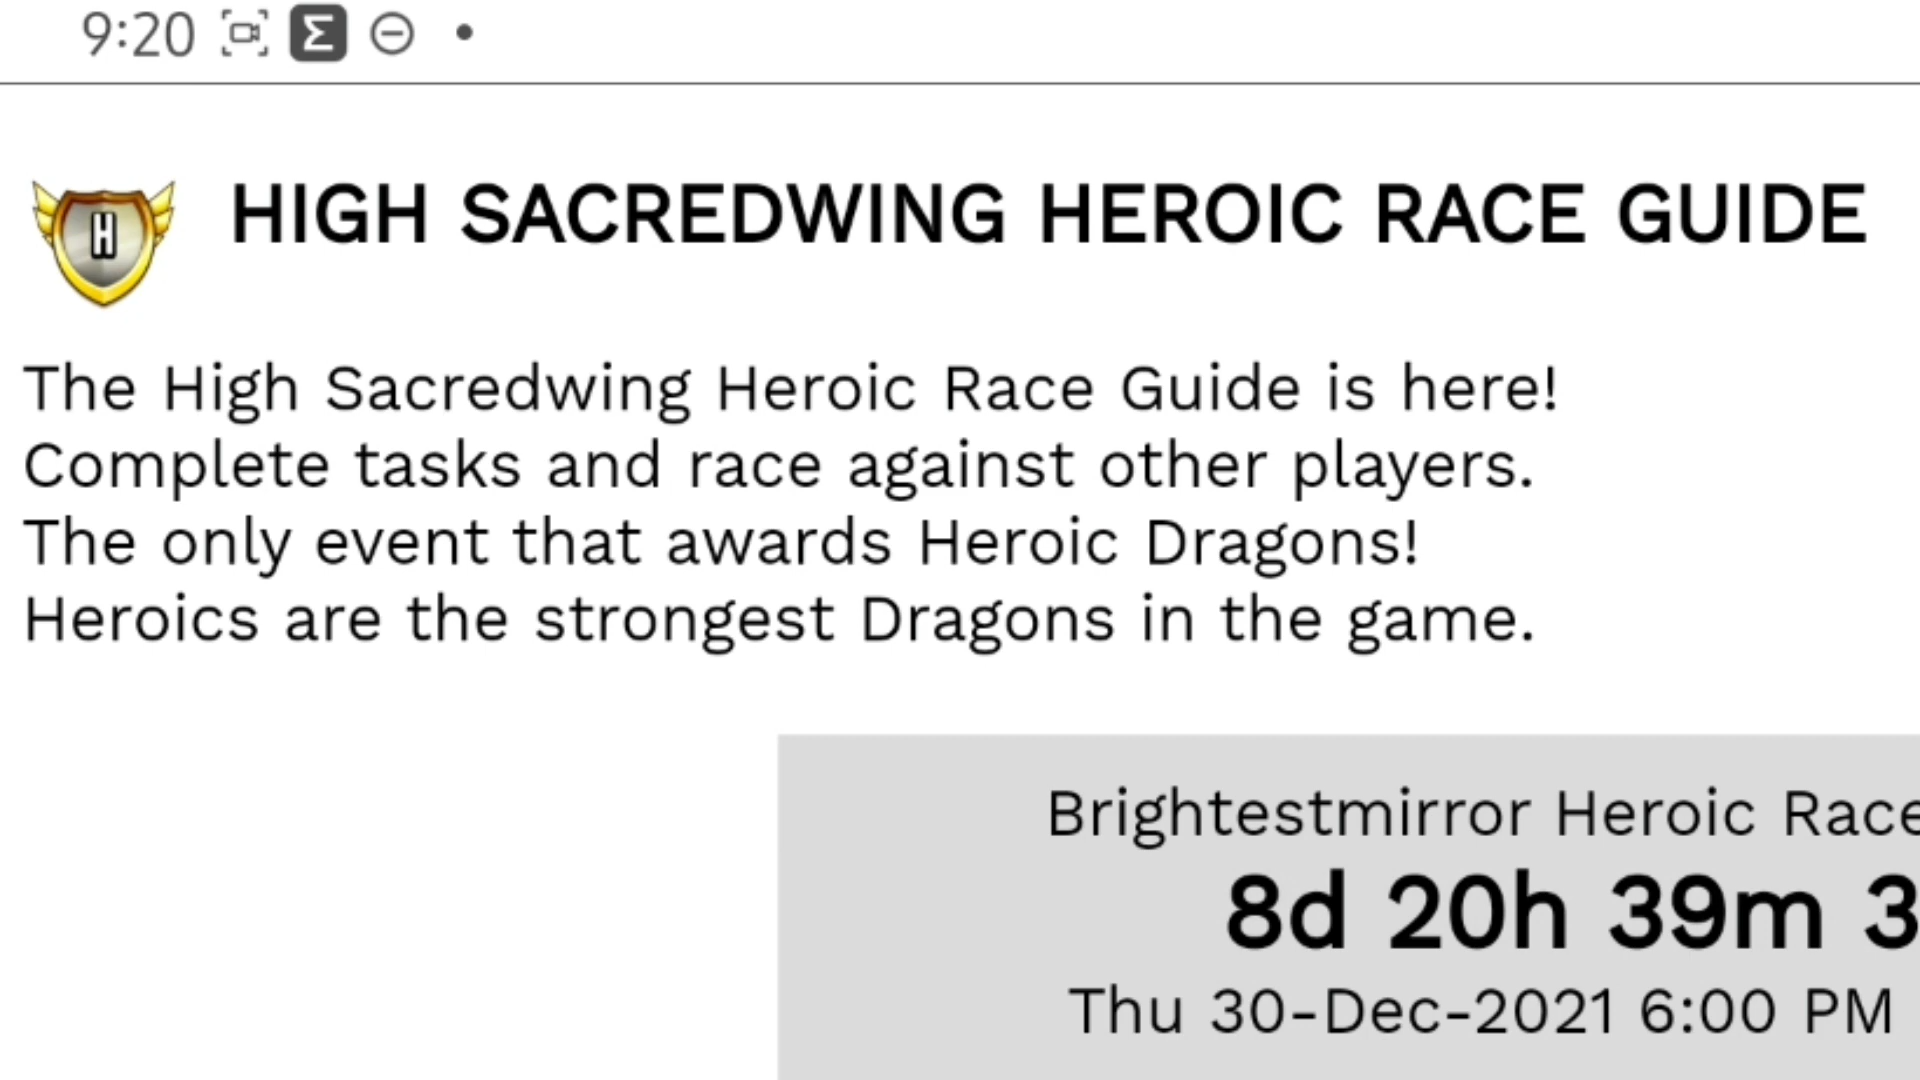 9:20
HIGH SACREDWING HEROIC RACE GUIDE
H
The High Sacredwing Heroic Race Guide is here!
Complete tasks and race against other players.
The only event that awards Heroic Dragons!
Heroics are the strongest Dragons in the game.
Brightestmirror Heroic Race
8d 20h 39m 3
Thu 30-Dec-2021 6:00 PM